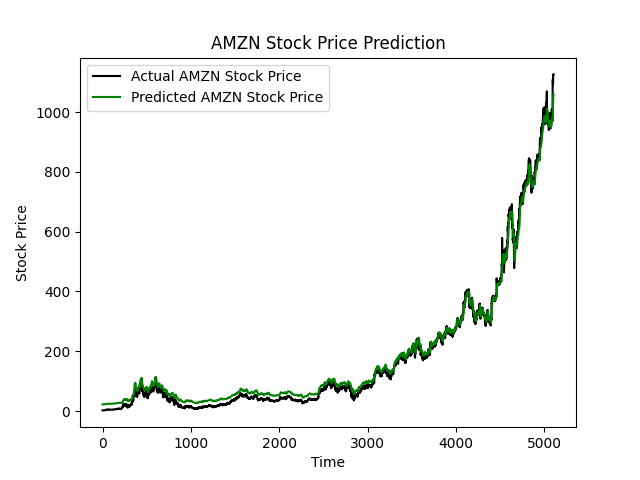 AMZN Stock Price Prediction
Actual AMZN Stock Price
Predicted AMZN Stock Price
Stock Price
1000
800
600
400
200
0
0 1000 2000 3000 4000 5000
Time